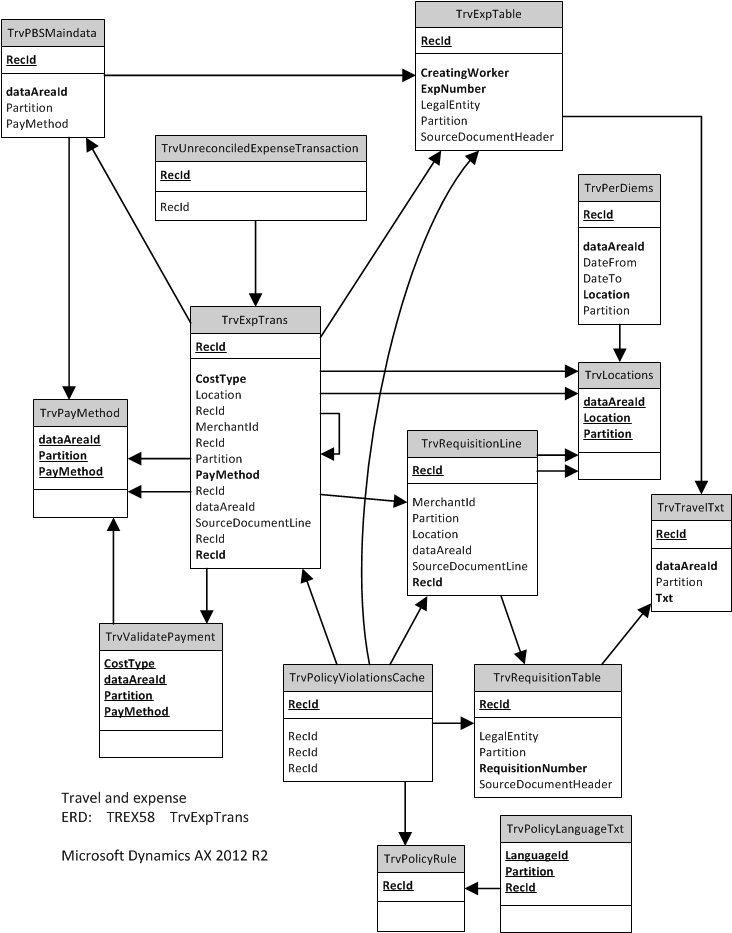 TrvPBSMaindata
RecId
dataAreaId
Partition
PayMethod
TrvExpTable
RecId
CreatingWorker
ExpNumber
LegalEntity
Partition
SourceDocumentHeader
TrvUnreconciledExpenseTransaction
RecId
RecId
TrvPerDiems
RecId
dataAreaId
DateFrom
DateTo
Location
Partition
TrvExpTrans
RecId
CostType
Location
RecId
MerchantId
RecId
Partition
PayMethod
RecId
dataAreaId
SourceDocumentLine
RecId
RecId
TrvLocations
dataAreaId
Location
Partition
TrvPayMethod
dataAreaId
Partition
PayMethod
TrvRequisitionLine
RecId
MerchantId
Partition
Location
dataAreaId
SourceDocumentLine
RecId
TrvTravelTxt
RecId
dataAreaId
Partition
Txt
TrvValidatePayment
CostType
dataAreaId
Partition
PayMethod
TrvPolicyViolationsCache
RecId
RecId
RecId
RecId
TrvRequisitionTable
RecId
LegalEntity
Partition
RequisitionNumber
SourceDocumentHeader
Travel and expense
ERD: TREX58 TrvExpTrans
Microsoft Dynamics AX 2012 R2
TrvPolicyRule
RecId
TrvPolicyLanguageTxt
LanguageId
Partition
RecId